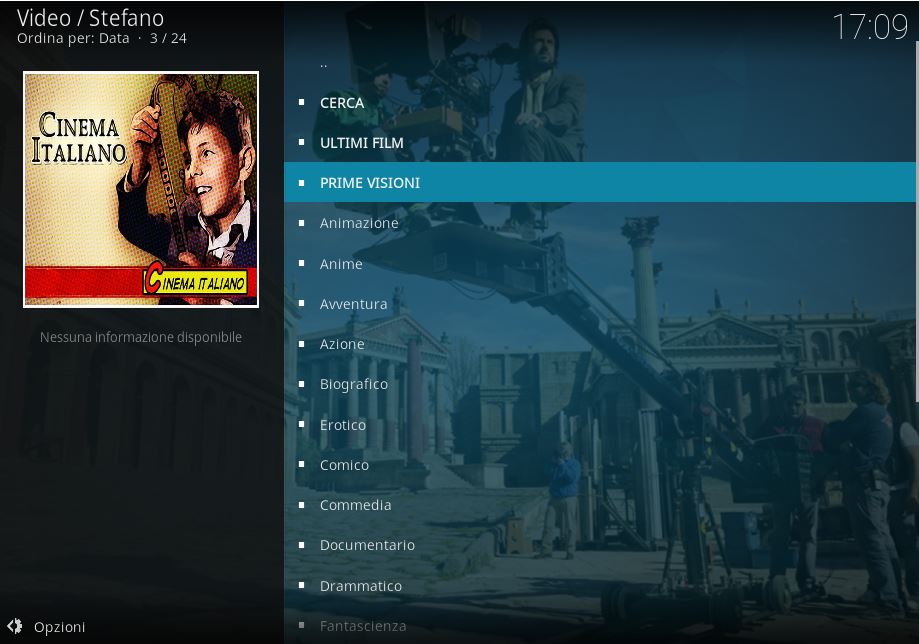 Video / Stefano
Ordina per: Data · 3 / 24
17:09
CINEMA
ITALIANO
CINEMA ITALIANO
Nessuna informazione disponibile
..
CERCA
ULTIMI FILM
PRIME VISIONI
Animazione
Anime
Avventura
Azione
Biografico
Erotico
Comico
Commedia
Documentario
Drammatico
Fantascienza
Opzioni